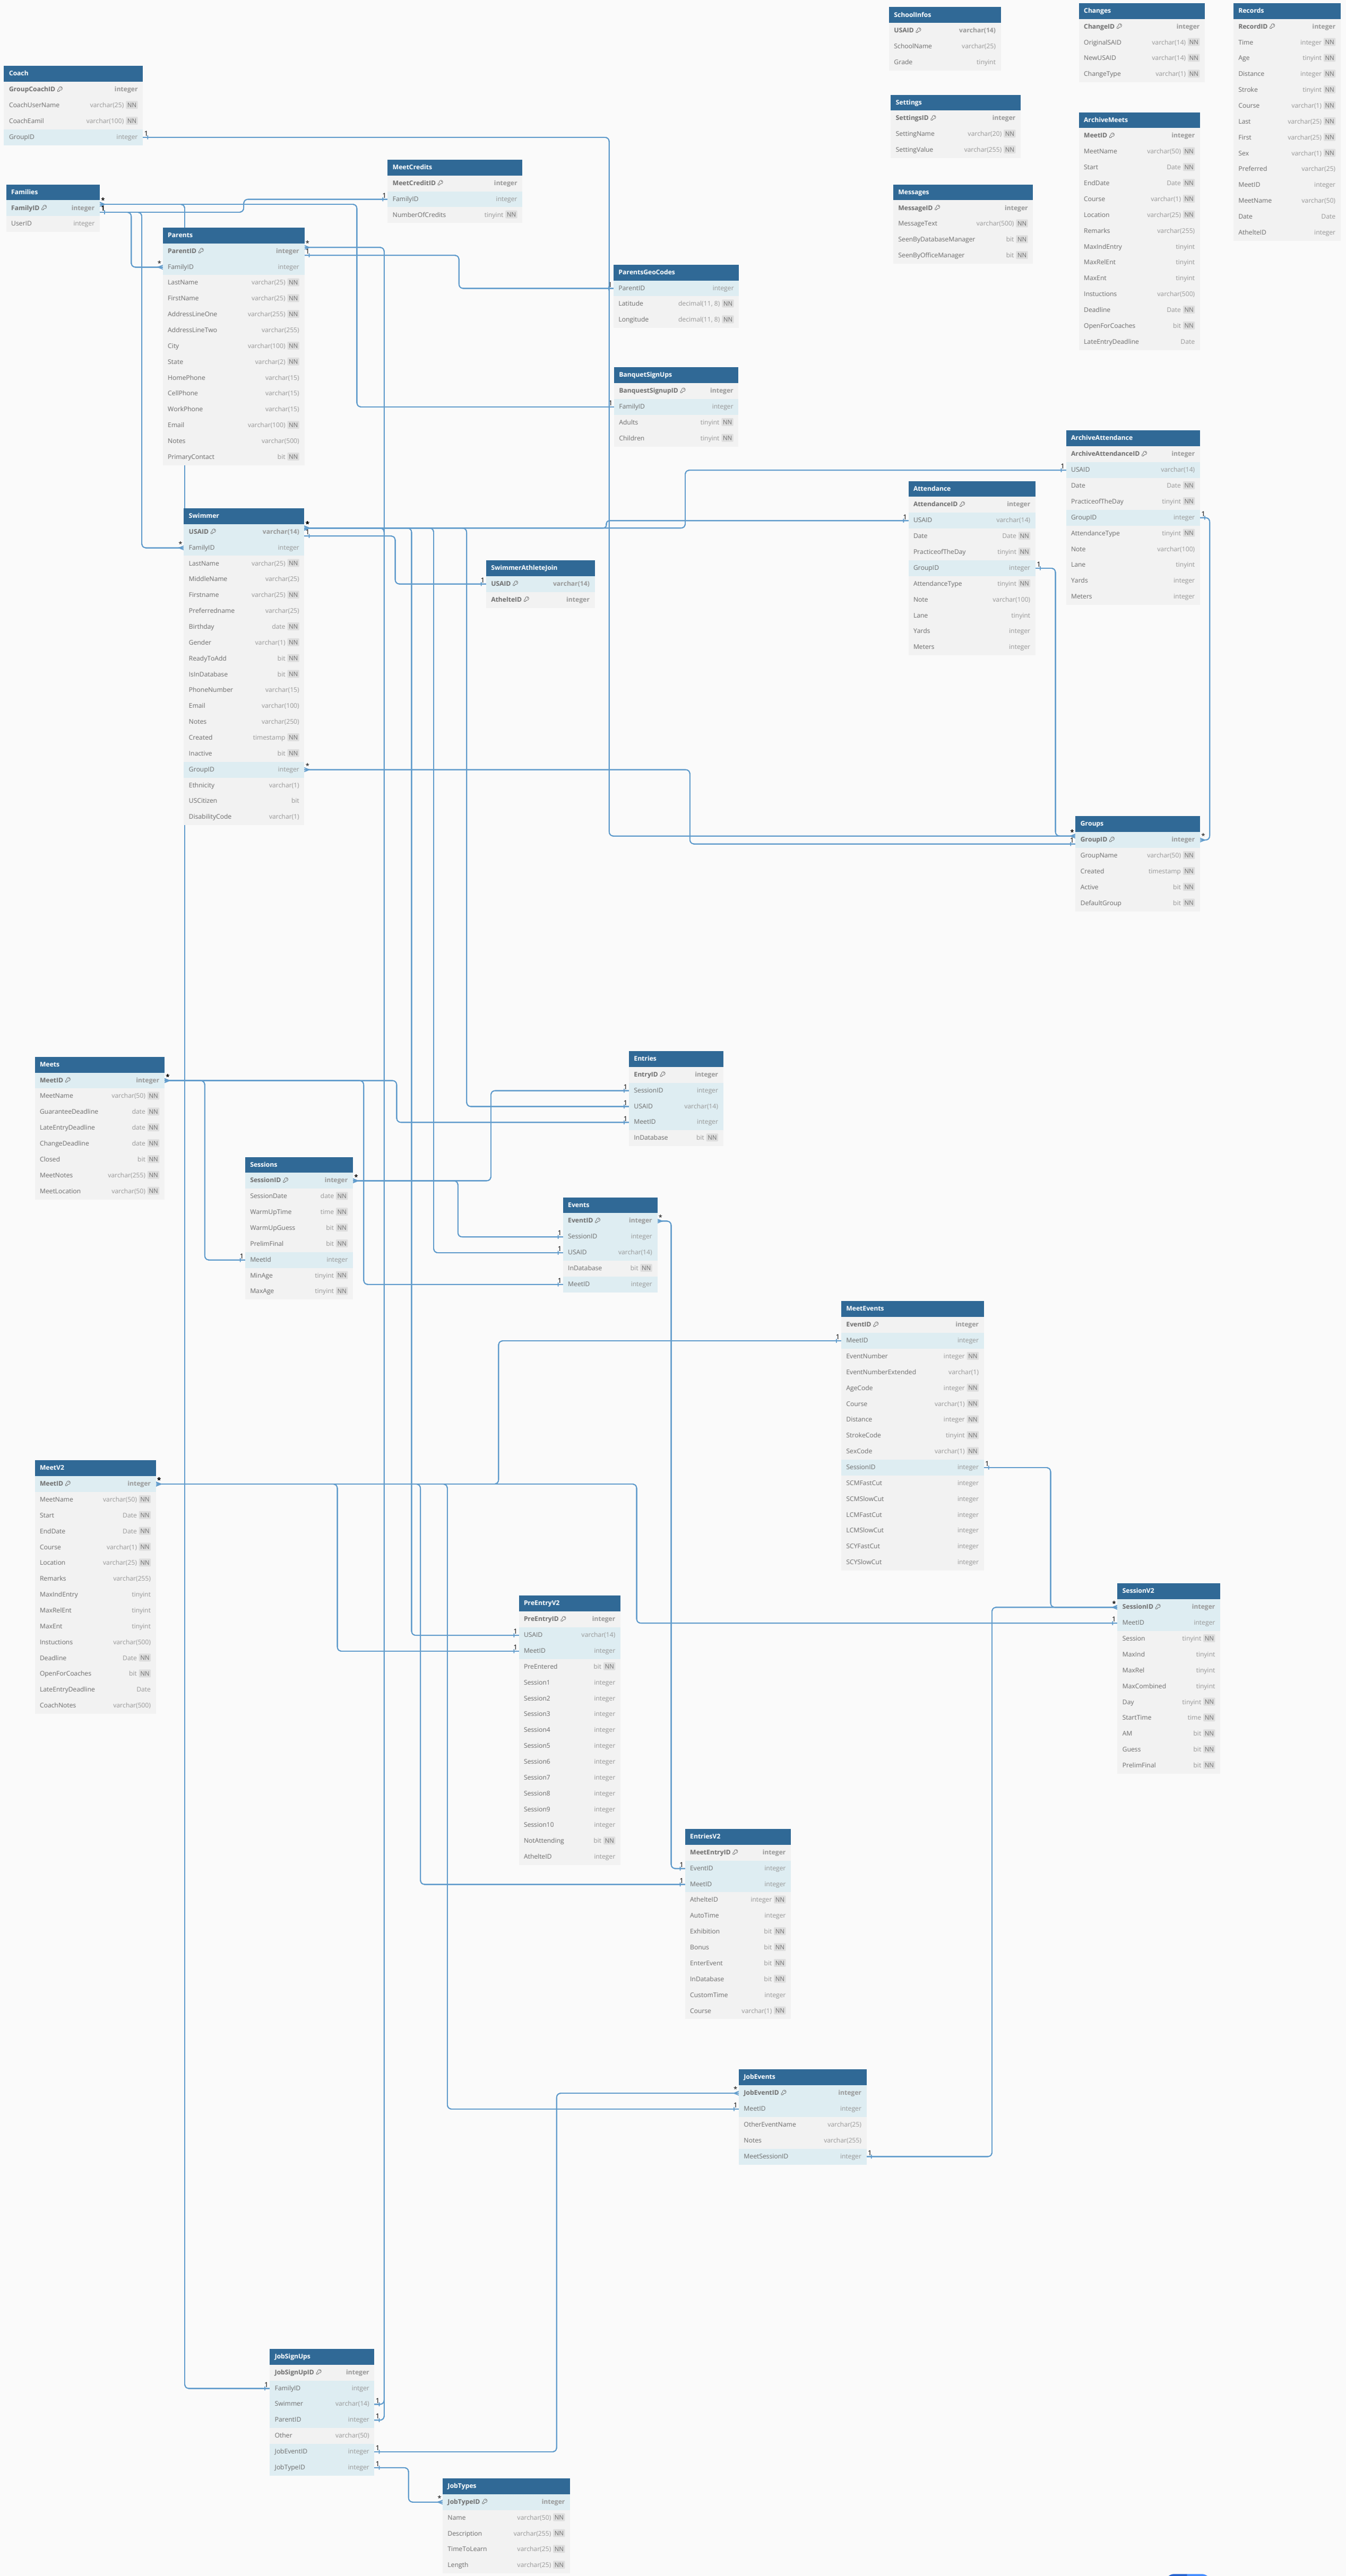 SchoolInfos
USAID varchar(14)
SchoolName varchar(25)
Grade tinyint
Changes
ChangeID integer
OriginalSAID varchar(14) NN
NewUSAID varchar(14) NN
ChangeType varchar(1) NN
Records
RecordID integer
Time integer NN
Age tinyint NN
Distance integer NN
Stroke tinyint NN
Course varchar(1) NN
Last varchar(25) NN
First varchar(25) NN
Sex varchar(1) NN
Preferred varchar(25)
MeetID integer
MeetName varchar(50)
Date Date
AthelteID integer
Coach
GroupCoachID integer
CoachUserName varchar(25) NN
CoachEamil varchar(100) NN
GroupID integer
Settings
SettingsID integer
SettingName varchar(20) NN
SettingValue varchar(255) NN
ArchiveMeets
MeetID integer
MeetName varchar(50) NN
Start Date NN
EndDate Date NN
Course varchar(1) NN
Location varchar(25) NN
Remarks varchar(255)
MaxIndEntry tinyint
MaxRelEnt tinyint
MaxEnt tinyint
Instuctions varchar(500)
Deadline Date NN
OpenForCoaches bit NN
LateEntryDeadline Date
MeetCredits
MeetCreditID integer
FamilyID integer
NumberOfCredits tinyint NN
Families
FamilyID integer
UserID integer
Messages
MessageID integer
MessageText varchar(500) NN
SeenByDatabaseManager bit NN
SeenByOfficeManager bit NN
Parents
ParentID integer
FamilyID integer
LastName varchar(25) NN
FirstName varchar(25) NN
AddressLineOne varchar(255) NN
AddressLineTwo varchar(255)
City varchar(100) NN
State varchar(2) NN
HomePhone varchar(15)
CellPhone varchar(15)
WorkPhone varchar(15)
Email varchar(100) NN
Notes varchar(500)
PrimaryContact bit NN
ParentsGeoCodes
ParentID integer
Latitude decimal(11, 8) NN
Longitude decimal(11, 8) NN
BanquetSignUps
BanquestSignupID integer
FamilyID integer
Adults tinyint NN
Children tinyint NN
ArchiveAttendance
ArchiveAttendanceID integer
USAID varchar(14)
Date Date NN
PracticeoftheDay tinyint NN
GroupID integer
AttendanceType tinyint NN
Note varchar(100)
Lane tinyint
Yards integer
Meters integer
Attendance
AttendanceID integer
USAID varchar(14)
Date Date NN
PracticeoftheDay tinyint NN
GroupID integer
AttendanceType tinyint NN
Note varchar(100)
Lane tinyint
Yards integer
Meters integer
Swimmer
USAID varchar(14)
FamilyID integer
LastName varchar(25) NN
MiddleName varchar(25)
Firstname varchar(25) NN
Preferredname varchar(25)
Birthday date NN
Gender varchar(1) NN
ReadyToAdd bit NN
IsInDatabase bit NN
PhoneNumber varchar(15)
Email varchar(100)
Notes varchar(250)
Created timestamp NN
Inactive bit NN
GroupID integer
Ethnicity varchar(1)
USCitizen bit
DisabilityCode varchar(1)
SwimmerAthleteJoin
USAID varchar(14)
AthelteID integer
Groups
GroupID integer
GroupName varchar(50) NN
Created timestamp NN
Active bit NN
DefaultGroup bit NN
Meets
MeetID integer
MeetName varchar(50) NN
GuaranteeDeadline date NN
LateEntryDeadline date NN
ChangeDeadline date NN
Closed bit NN
MeetNotes varchar(255) NN
MeetLocation varchar(50) NN
Entries
EntryID integer
SessionID integer
USAID varchar(14)
MeetID integer
InDatabase bit NN
Sessions
SessionID integer
SessionDate date NN
WarmUpTime time NN
WarmUpGuess bit NN
PrelimFinal bit NN
MeetId integer
MinAge tinyint NN
MaxAge tinyint NN
Events
EventID integer
SessionID integer
USAID varchar(14)
InDatabase bit NN
MeetID integer
MeetEvents
EventID integer
MeetID integer
EventNumber integer NN
EventNumberExtended varchar(1)
AgeCode integer NN
Course varchar(1) NN
Distance integer NN
StrokeCode tinyint NN
SexCode varchar(1) NN
SessionID integer
SCMFastCut integer
SCMSlowCut integer
LCMFastCut integer
LCMSlowCut integer
SCYFastCut integer
SCYSlowCut integer
MeetV2
MeetID integer
MeetName varchar(50) NN
Start Date NN
EndDate Date NN
Course varchar(1) NN
Location varchar(25) NN
Remarks varchar(255)
MaxIndEntry tinyint
MaxRelEnt tinyint
MaxEnt tinyint
Instuctions varchar(500)
Deadline Date NN
OpenForCoaches bit NN
LateEntryDeadline Date
CoachNotes varchar(500)
SessionV2
SessionID integer
MeetID integer
Session tinyint NN
MaxInd tinyint
MaxRel tinyint
MaxCombined tinyint
Day tinyint NN
StartTime time NN
AM bit NN
Guess bit NN
PrelimFinal bit NN
PreEntryV2
PreEntryID integer
USAID varchar(14)
MeetID integer
PreEntered bit NN
Session1 integer
Session2 integer
Session3 integer
Session4 integer
Session5 integer
Session6 integer
Session7 integer
Session8 integer
Session9 integer
Session10 integer
NotAttending bit NN
AthelteID integer
EntriesV2
MeetEntryID integer
EventID integer
MeetID integer
AthelteID integer NN
AutoTime integer
Exhibition bit NN
Bonus bit NN
EnterEvent bit NN
InDatabase bit NN
CustomTime integer
Course varchar(1) NN
JobEvents
JobEventID integer
MeetID integer
OtherEventName varchar(25)
Notes varchar(255)
MeetSessionID integer
JobSignUps
JobSignUpID integer
FamilyID intger
Swimmer varchar(14)
ParentID integer
Other varchar(50)
JobEventID integer
JobTypeID integer
JobTypes
JobTypeID integer
Name varchar(50) NN
Description varchar(255) NN
TimeToLearn varchar(25) NN
Length varchar(25) NN